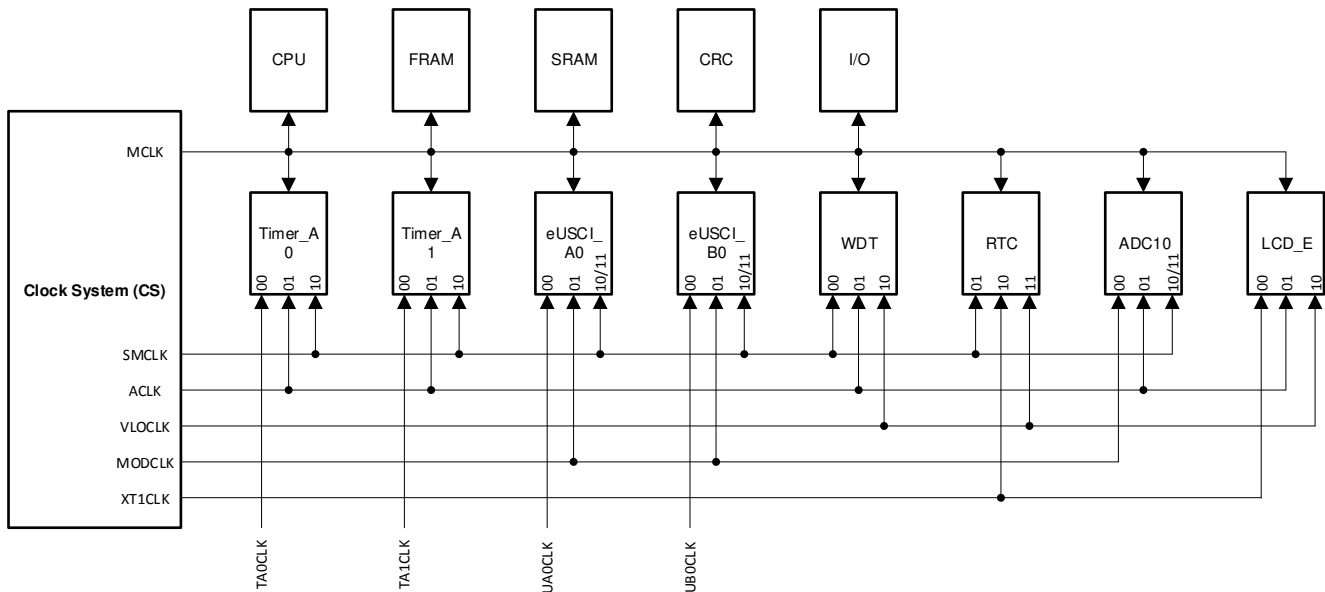 CPU
FRAM
SRAM
CRC
I/O
MCLK
Timer_A
0
00
01
10
Timer_A
1
00
01
10
eUSCI_
A0
00
01
10/11
eUSCI_
B0
00
01
10/11
WDT
00
01
10
RTC
01
10
11
ADC10
00
01
10/11
LCD_E
00
01
10
Clock System (CS)
SMCLK
ACLK
VLOCLK
MODCLK
XT1CLK
TA0CLK
TA1CLK
UA0CLK
UB0CLK